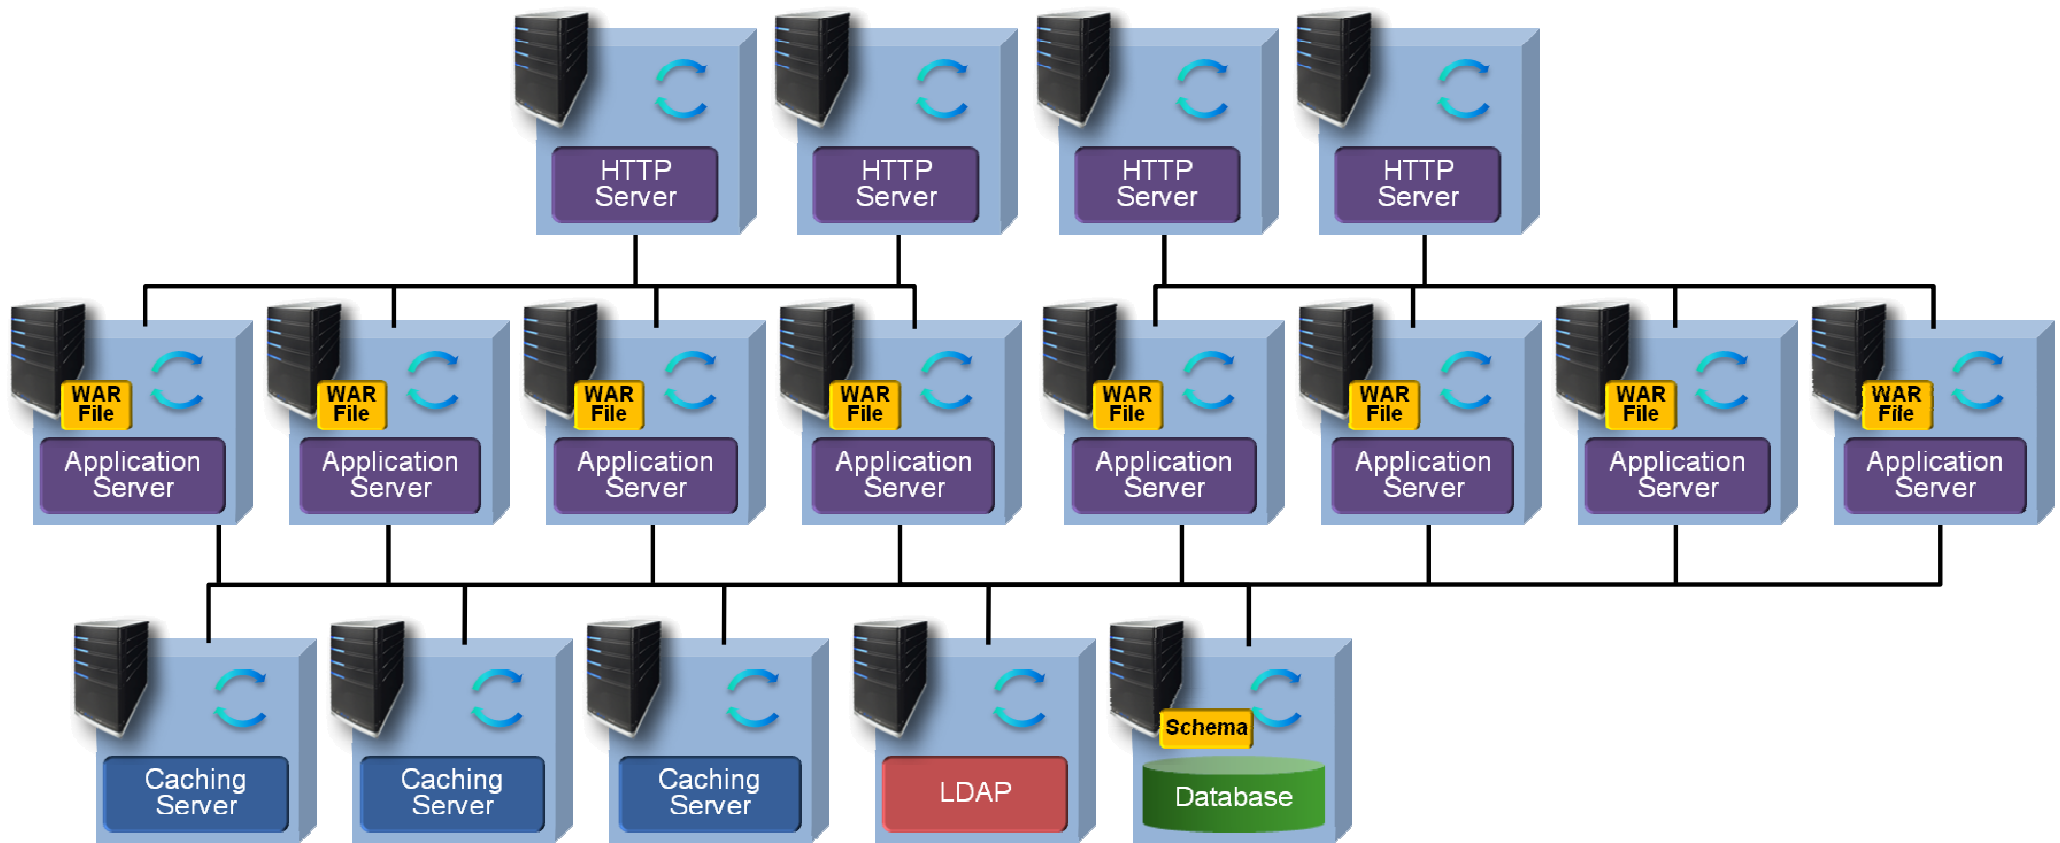 HTTP
Server
HTTP
Server
HTTP
Server
HTTP
Server
WAR
File
Application
Server
WAR
File
Application
Server
WAR
File
Application
Server
WAR
File
Application
Server
WAR
File
Application
Server
WAR
File
Application
Server
WAR
File
Application
Server
WAR
File
Application
Server
Caching
Server
Caching
Server
Caching
Server
LDAP
Schema
Database